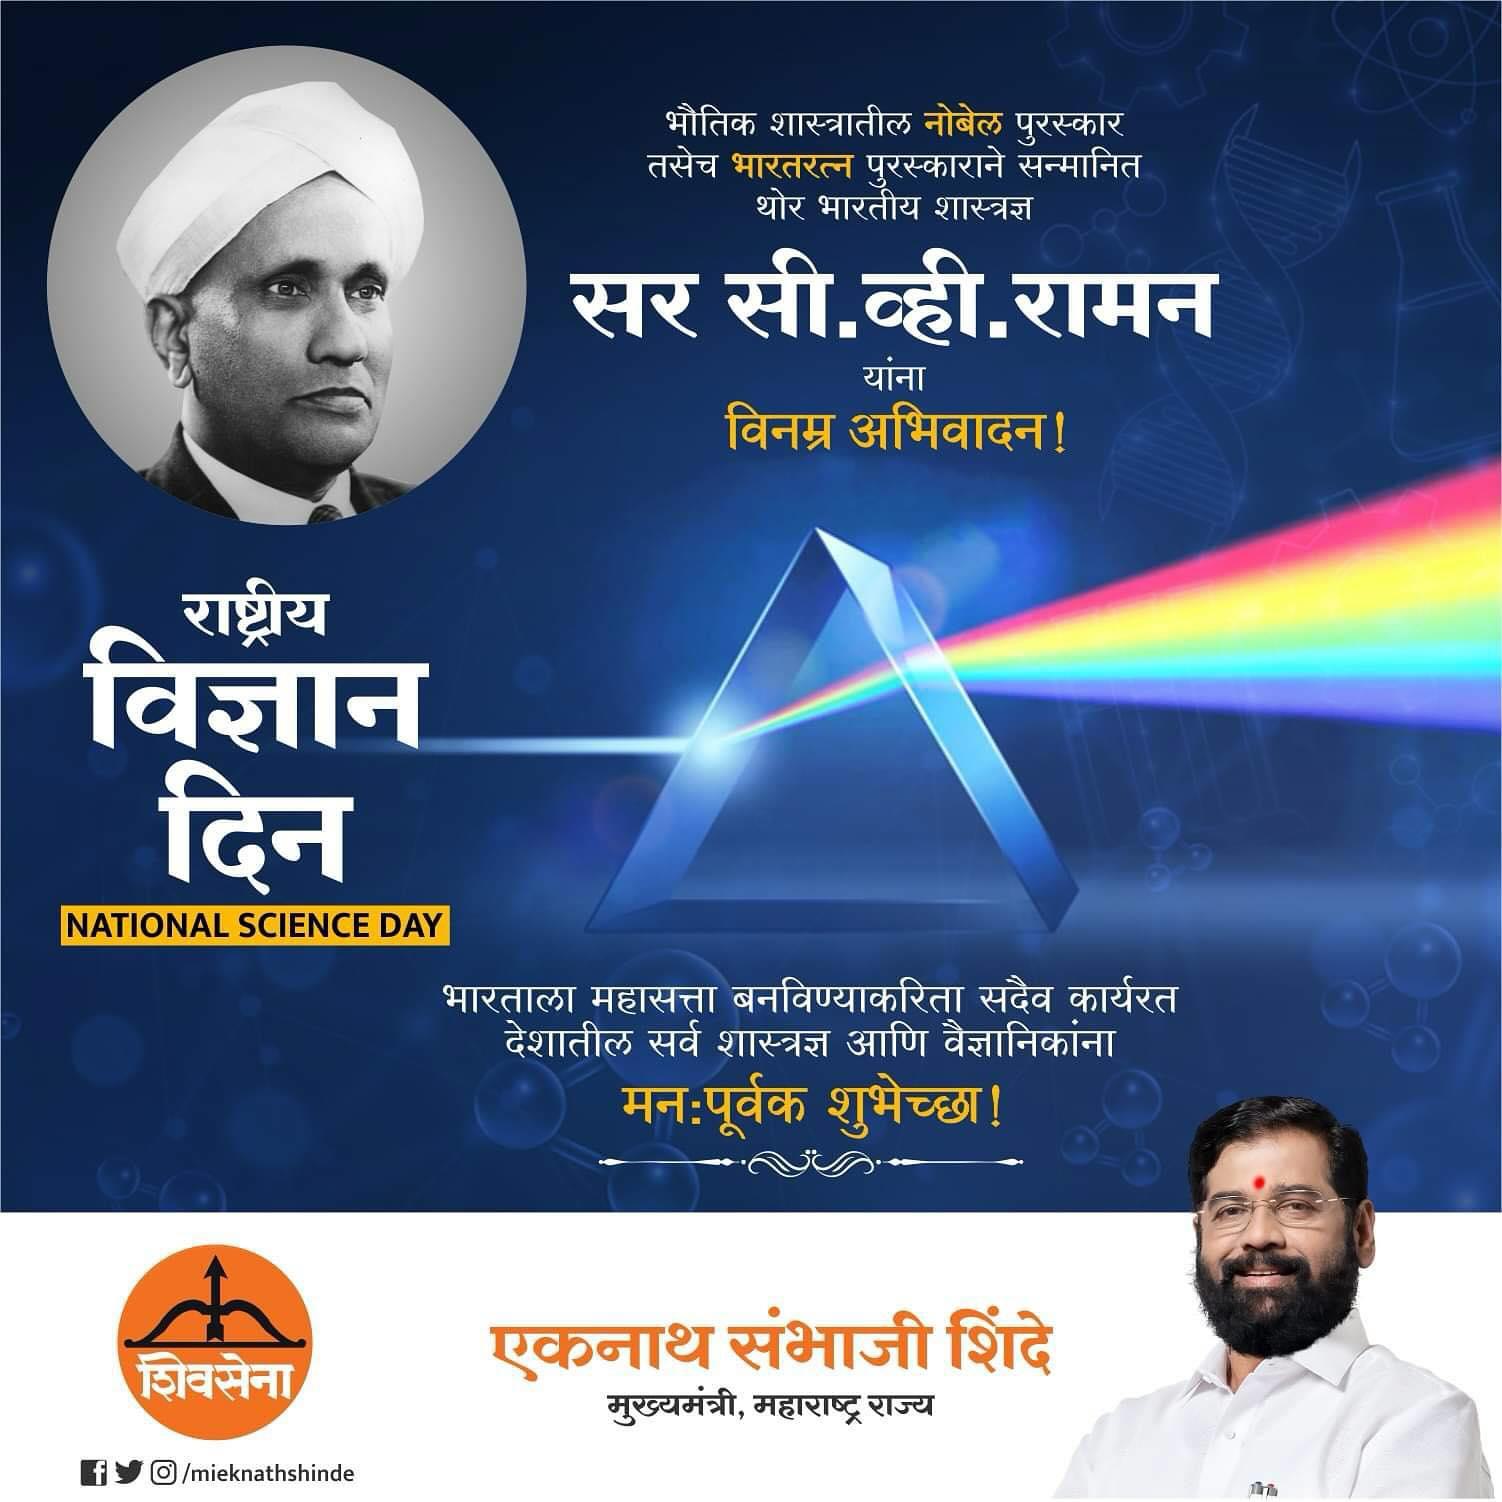 भौतिक शास्त्रातील नोबेल पुरस्कार
तसेच भारतरत्न पुरस्काराने सन्मानित
थोर भारतीय शास्त्रज्ञ
सर सी.व्ही.रामन
यांना
विनम्र अभिवादन!
राष्ट्रीय
विज्ञान
दिन
NATIONAL SCIENCE DAY
भारताला महासत्ता बनविण्याकरिता सदैव कार्यरत
देशातील सर्व शास्त्रज्ञ आणि वैज्ञानिकांना
मन:पूर्वक शुभेच्छा!
शिवसेना
एकनाथ संभाजी शिंदे
मुख्यमंत्री, महाराष्ट्र राज्य
/mieknathshinde